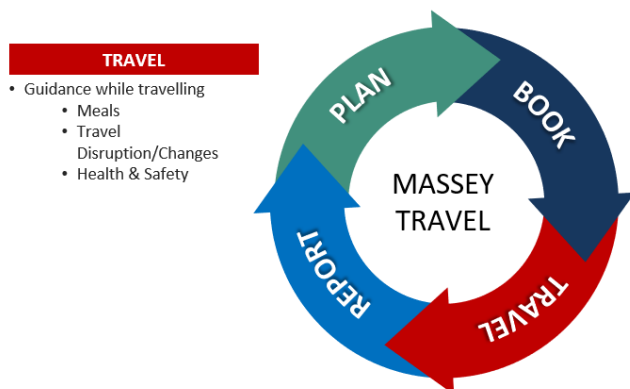 TRAVEL
• Guidance while travelling
• Meals
• Travel
Disruption/Changes
• Health & Safety
PLAN
BOOK
MASSEY
TRAVEL
REPORT
TRAVEL